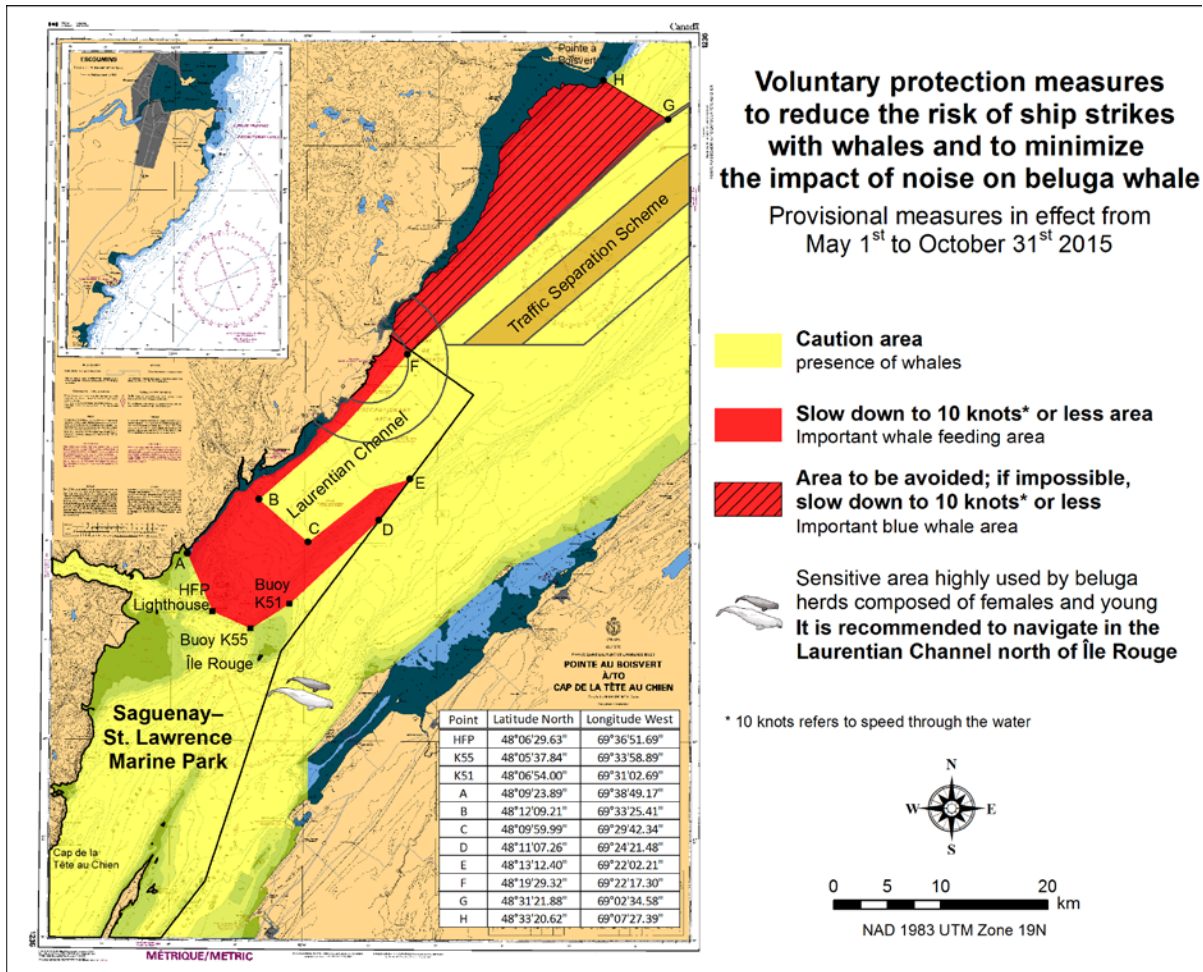 Canada
1236
ESCOUMINS
Pointe à
Boisvert
H
G
Traffic Separation Scheme
F
Laurentian Channel
B
E
C
D
A
HFP
Lighthouse
Buoy
K51
Buoy K55
Île Rouge
Saguenay–
St. Lawrence
Marine Park
Cap de la
Tête au Chien
POINTE AU BOISVERT
À/TO
CAP DE LA TÊTE AU CHIEN
Point Latitude North Longitude West
HFP 48°06'29.63" 69°36'51.69"
K55 48°05'37.84" 69°33'58.89"
K51 48°06'54.00" 69°31'02.69"
A 48°09'23.89" 69°38'49.17"
B 48°12'09.21" 69°33'25.41"
C 48°09'59.99" 69°29'42.34"
D 48°11'07.26" 69°24'21.48"
E 48°13'12.40" 69°22'02.21"
F 48°19'29.32" 69°22'17.30"
G 48°31'21.88" 69°02'34.58"
H 48°33'20.62" 69°07'27.39"
1236
MÉTRIQUE/METRIC
Voluntary protection measures
to reduce the risk of ship strikes
with whales and to minimize
the impact of noise on beluga whale
Provisional measures in effect from
May 1st to October 31st 2015
Caution area
presence of whales
Slow down to 10 knots* or less area
Important whale feeding area
Area to be avoided; if impossible,
slow down to 10 knots* or less
Important blue whale area
Sensitive area highly used by beluga
herds composed of females and young
It is recommended to navigate in the
Laurentian Channel north of Île Rouge
* 10 knots refers to speed through the water
N
W E
S
0 5 10 20
km
NAD 1983 UTM Zone 19N